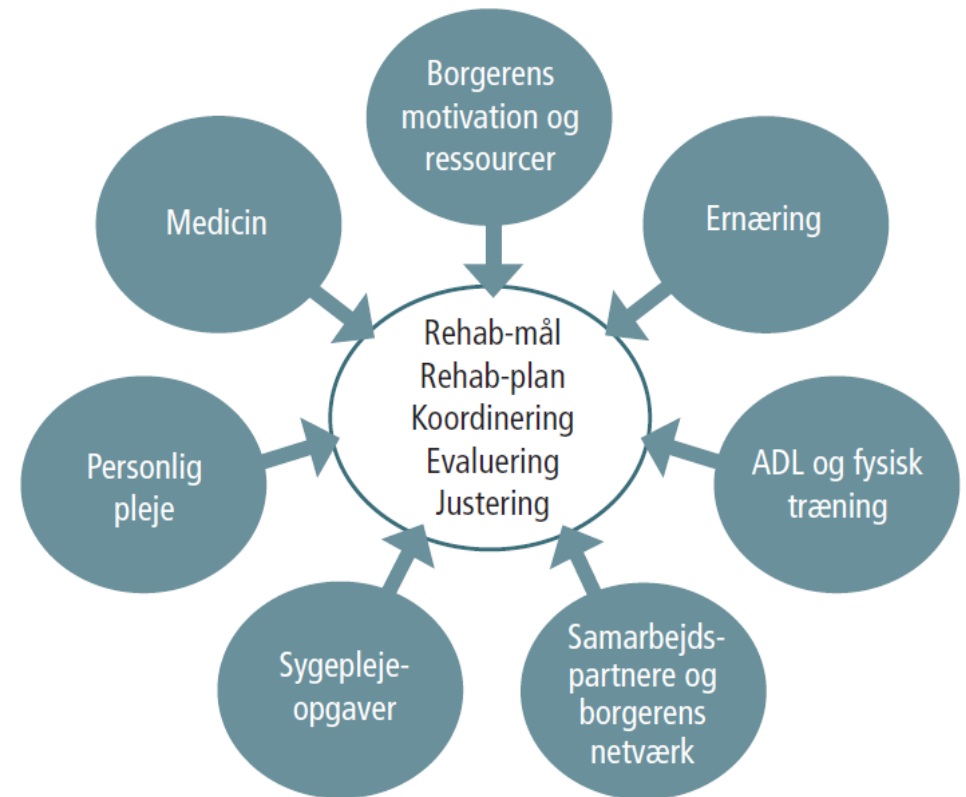 Borgerens
motivation og
ressourcer
Medicin
Ernæring
Rehab-mål
Rehab-plan
Koordinering
Evaluering
Justering
Personlig
pleje
ADL og fysisk
træning
Sygepleje-
opgaver
Samarbejds-
partnere og
borgerens
netværk